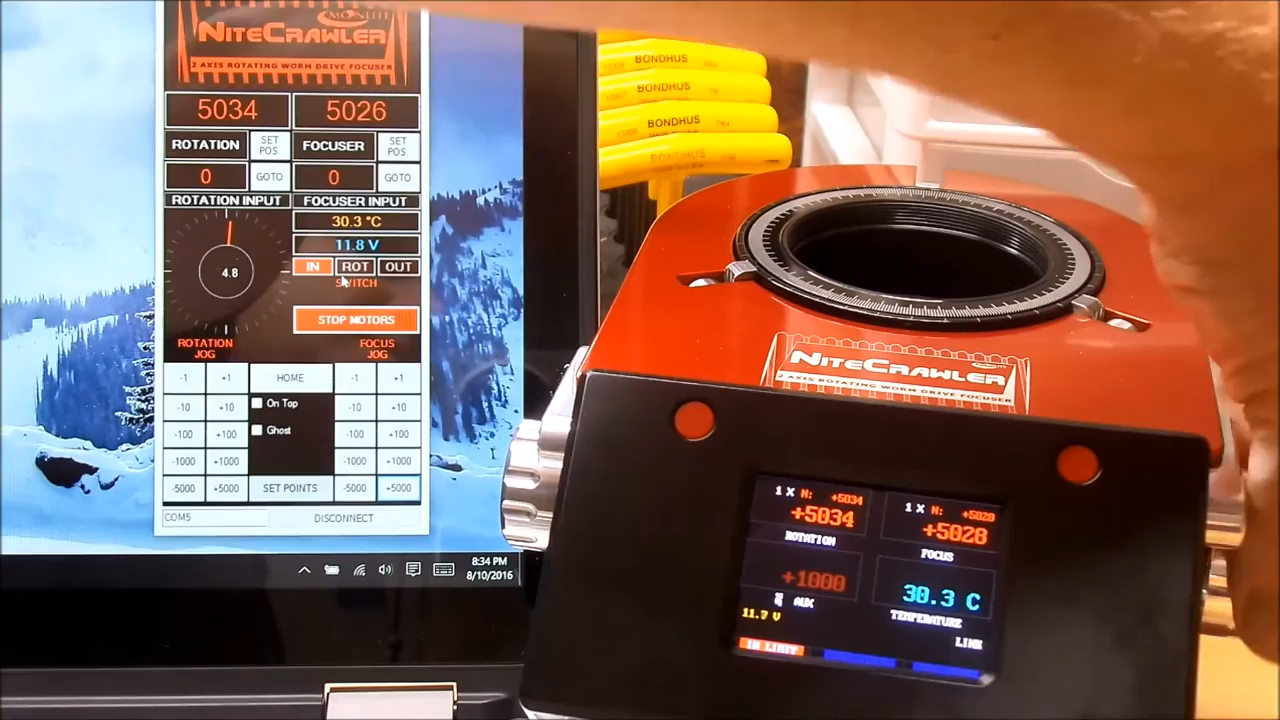 MOONLITE
NITECRAWLER
2 AXIS ROTATING WORM DRIVE FOCUSER
5034 5026
ROTATION SET POS FOCUSER SET POS.
0 GOTO 0 GOTO
ROTATION INPUT FOCUSER INPUT
30.3 °C
11.8 V
4.8
IN ROT OUT
SWITCH
STOP MOTORS
ROTATION JOG FOCUS JOG
-1 +1 HOME -1 +1
-10 +10 On Top -10 +10
-100 +100 Ghost -100 +100
-1000 +1000 -1000 +1000
-5000 +5000 SET POINTS -5000 +5000
COM5 DISCONNECT
8:34 PM
8/10/2016
BONDHUS
BONDHUS
BONDHUS
BONDHUS
NITECRAWLER
2 AXIS ROTATING WORM DRIVE FOCUSER
1 X N: +5034
+5034
ROTATION
1 X N: +5028
+5028
FOCUS
+1000
AUX
30.3 C
TEMPERATURE
11.7 V
LINK
IN LIMIT